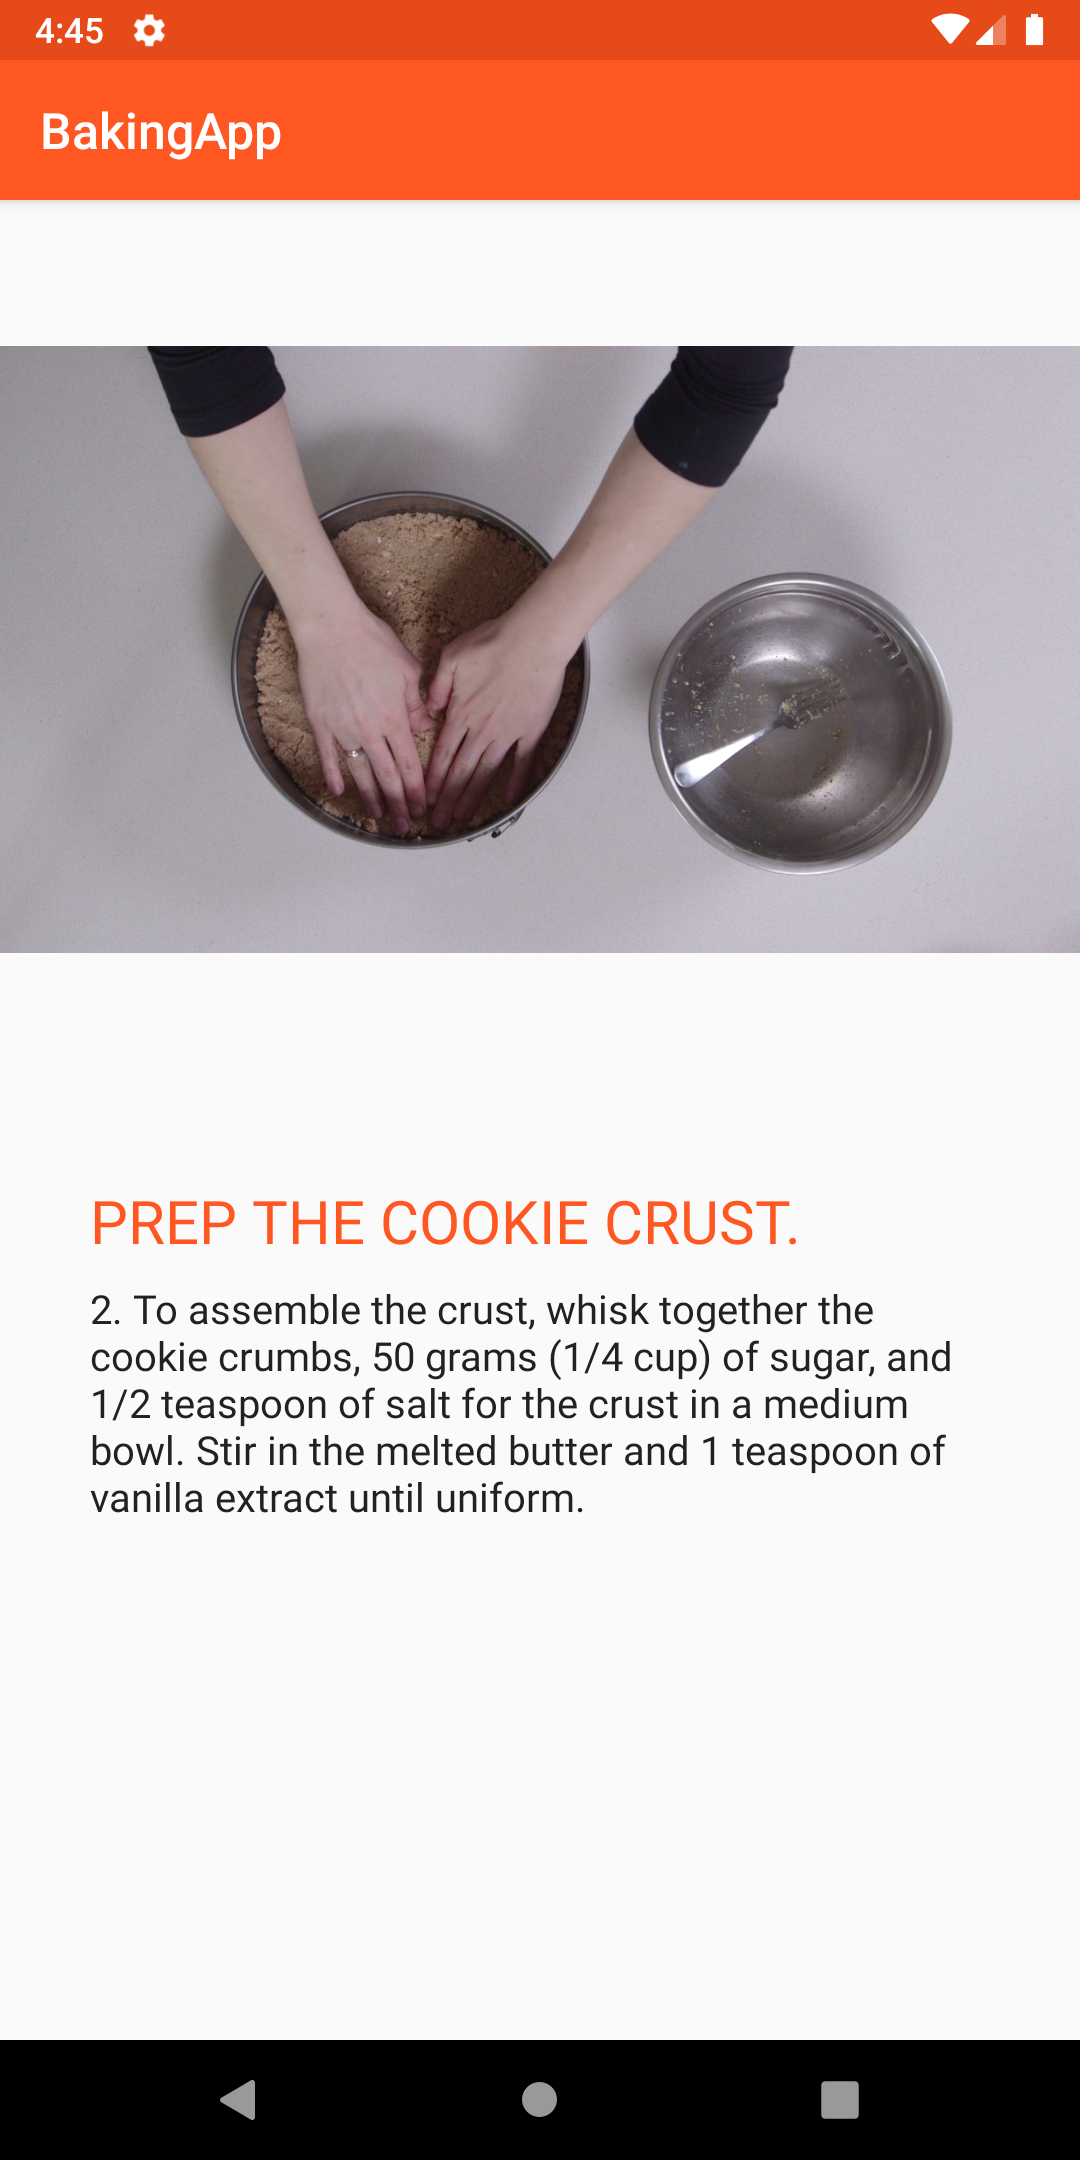 4:45
BakingApp
PREP THE COOKIE CRUST.
2. To assemble the crust, whisk together the
cookie crumbs, 50 grams (1/4 cup) of sugar, and
1/2 teaspoon of salt for the crust in a medium
bowl. Stir in the melted butter and 1 teaspoon of
vanilla extract until uniform.